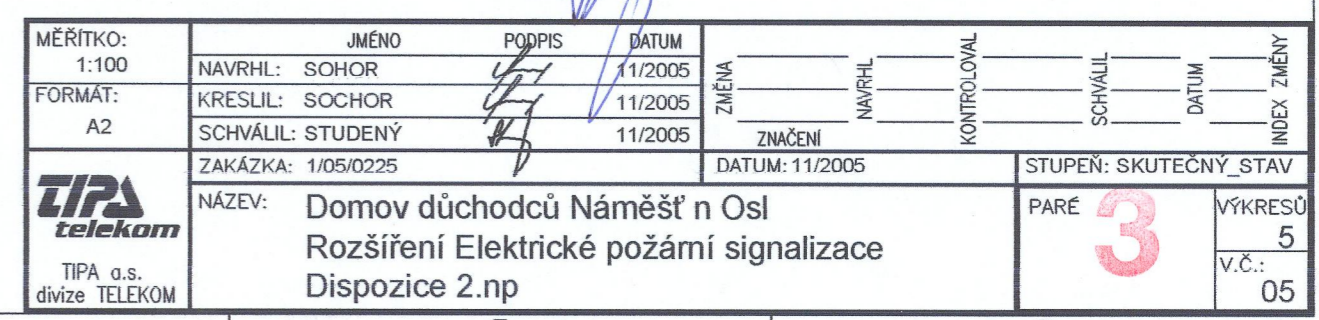 MĚŘÍTKO:
1:100
FORMÁT:
A2
JMÉNO PODPIS DATUM
NAVRHL: SOHOR 11/2005
KRESLIL: SOCHOR 11/2005
SCHVÁLIL: STUDENÝ 11/2005
ZMĚNA
ZNAČENÍ
NAVRHL
KONTROLOVAL
SCHVÁLIL
DATUM
INDEX ZMĚNY
ZAKÁZKA: 1/05/0225
DATUM: 11/2005
STUPEŇ: SKUTEČNÝ_STAV
TIPA
telekom
TIPA a.s.
divize TELEKOM
NÁZEV:
Domov důchodců Náměšť n Osl
Rozšíření Elektrické požární signalizace
Dispozice 2.np
PARÉ 3
VÝKRESŮ
5
V.Č.:
05